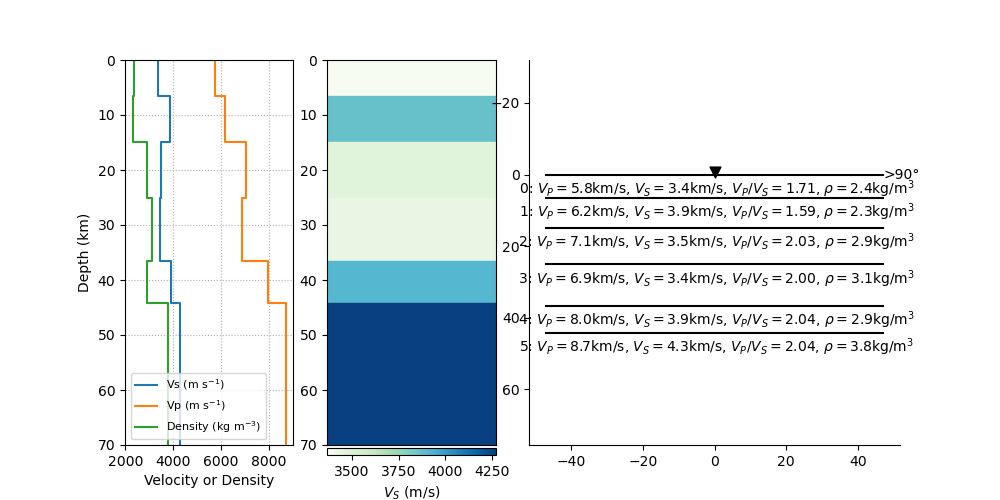 0
10
20
30
40
50
60
70
Depth (km)
Vs (m s⁻¹)
Vp (m s⁻¹)
Density (kg m⁻³)
2000 4000 6000 8000
Velocity or Density
0
10
20
30
40
50
60
70
3500 3750 4000 4250
V_S (m/s)
−20
0
20
40
60
>90°
0: V_P = 5.8km/s, V_S = 3.4km/s, V_P/V_S = 1.71, ρ = 2.4kg/m³
1: V_P = 6.2km/s, V_S = 3.9km/s, V_P/V_S = 1.59, ρ = 2.3kg/m³
2: V_P = 7.1km/s, V_S = 3.5km/s, V_P/V_S = 2.03, ρ = 2.9kg/m³
3: V_P = 6.9km/s, V_S = 3.4km/s, V_P/V_S = 2.00, ρ = 3.1kg/m³
4: V_P = 8.0km/s, V_S = 3.9km/s, V_P/V_S = 2.04, ρ = 2.9kg/m³
5: V_P = 8.7km/s, V_S = 4.3km/s, V_P/V_S = 2.04, ρ = 3.8kg/m³
−40 −20 0 20 40